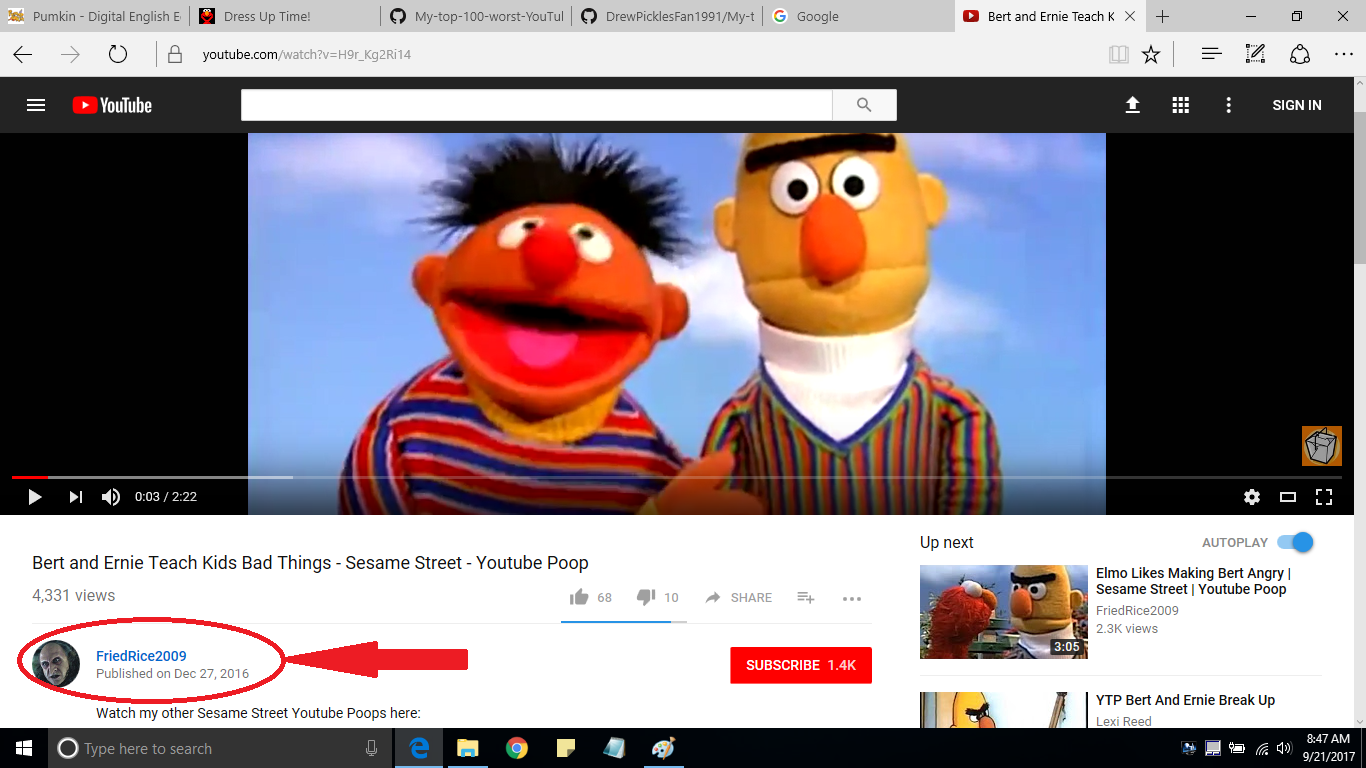 Pumkin - Digital English E
Dress Up Time!
My-top-100-worst-YouTul
DrewPicklesFan1991/My-t
Google
Bert and Ernie Teach K
youtube.com/watch?v=H9r_Kg2Ri14
YouTube
SIGN IN
0:03 / 2:22
Bert and Ernie Teach Kids Bad Things - Sesame Street - Youtube Poop
4,331 views
68
10
SHARE
FriedRice2009
Published on Dec 27, 2016
SUBSCRIBE 1.4K
Watch my other Sesame Street Youtube Poops here:
Up next
AUTOPLAY
Elmo Likes Making Bert Angry |
Sesame Street | Youtube Poop
FriedRice2009
2.3K views
3:05
YTP Bert And Ernie Break Up
Lexi Reed
Type here to search
8:47 AM
9/21/2017